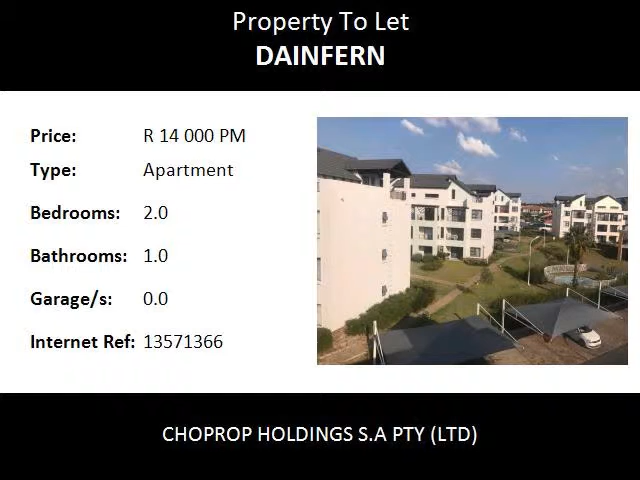 Property To Let
DAINFERN
Price: R 14 000 PM
Type: Apartment
Bedrooms: 2.0
Bathrooms: 1.0
Garage/s: 0.0
Internet Ref: 13571366
CHOPROP HOLDINGS S.A PTY (LTD)